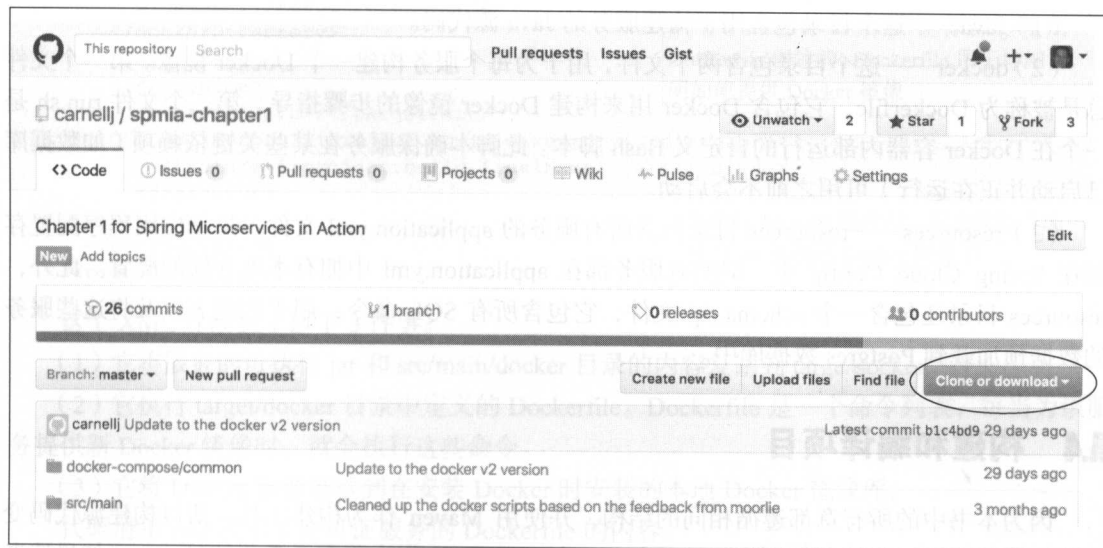 This repository Search Pull requests Issues Gist
carnellj / spmia-chapter1 Unwatch 2 Star 1 Fork 3
<> Code Issues 0 Pull requests 0 Projects 0 Wiki Pulse Graphs Settings
Chapter 1 for Spring Microservices in Action Edit
New Add topics
26 commits 1 branch 0 releases 0 contributors
Branch: master New pull request Create new file Upload files Find file Clone or download
carnellj Update to the docker v2 version Latest commit b1c4bd9 29 days ago
docker-compose/common Update to the docker v2 version 29 days ago
src/main Cleaned up the docker scripts based on the feedback from moorlie 3 months ago